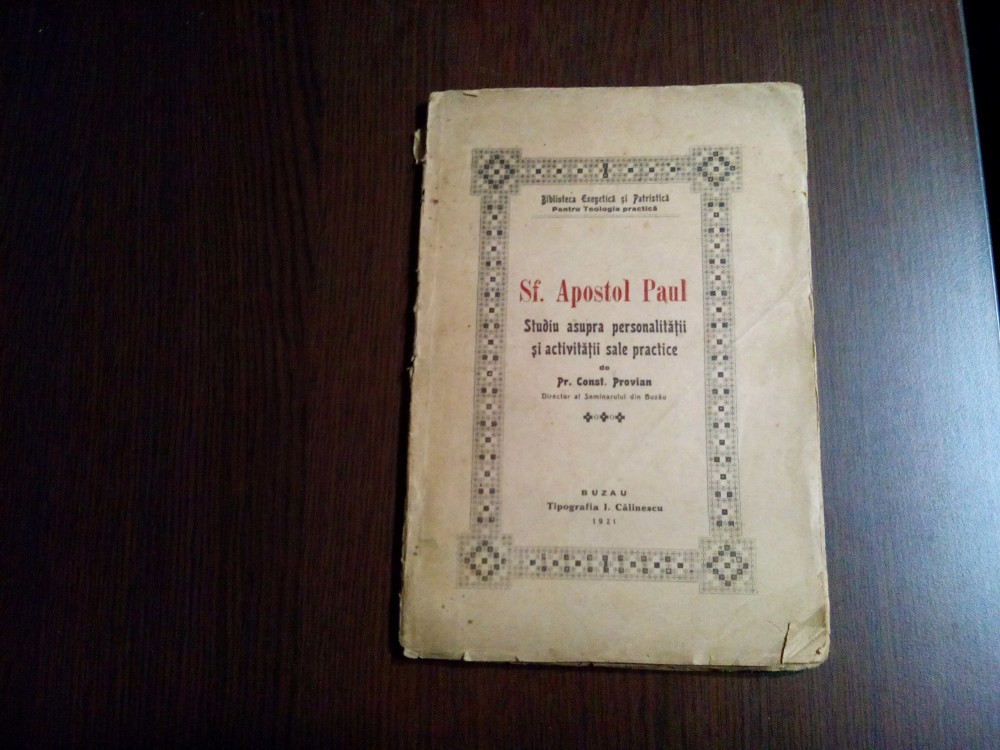 Biblioteca Exegetică și Patristică
Pentru Teologia practică
Sf. Apostol Paul
Studiu asupra personalității
și activității sale practice
de
Pr. Const. Provian
Director al Seminarului din Buzău
BUZAU
Tipografia I. Călinescu
1921